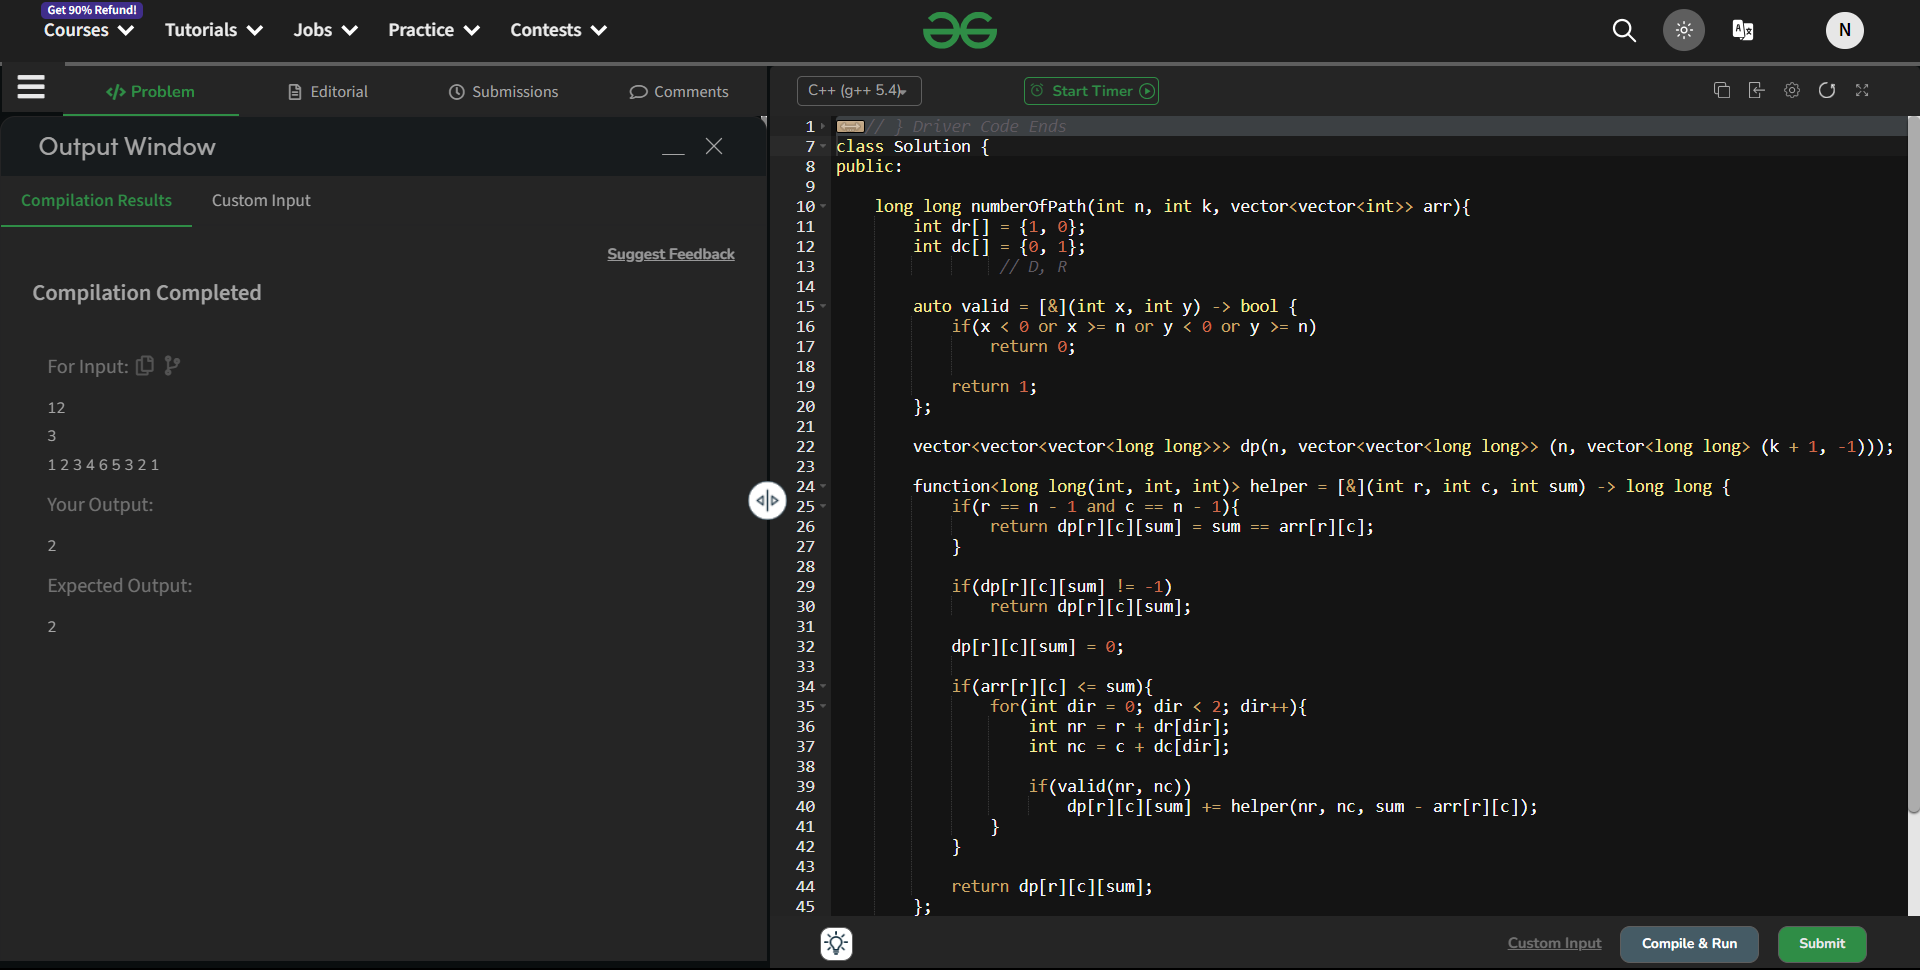 Get 90% Refund!
Courses Tutorials Jobs Practice Contests N
Problem Editorial Submissions Comments
Output Window
Compilation Results Custom Input
Suggest Feedback
Compilation Completed
For Input:
12
3
1 2 3 4 6 5 3 2 1
Your Output:
2
Expected Output:
2
C++ (g++ 5.4) Start Timer
1 // } Driver Code Ends
7 class Solution {
8 public:
9
10 long long numberOfPath(int n, int k, vector<vector<int>> arr){
11 int dr[] = {1, 0};
12 int dc[] = {0, 1};
13 // D, R
14
15 auto valid = [&](int x, int y) -> bool {
16 if(x < 0 or x >= n or y < 0 or y >= n)
17 return 0;
18
19 return 1;
20 };
21
22 vector<vector<vector<long long>>> dp(n, vector<vector<long long>> (n, vector<long long> (k + 1, -1)));
23
24 function<long long(int, int, int)> helper = [&](int r, int c, int sum) -> long long {
25 if(r == n - 1 and c == n - 1){
26 return dp[r][c][sum] = sum == arr[r][c];
27 }
28
29 if(dp[r][c][sum] != -1)
30 return dp[r][c][sum];
31
32 dp[r][c][sum] = 0;
33
34 if(arr[r][c] <= sum){
35 for(int dir = 0; dir < 2; dir++){
36 int nr = r + dr[dir];
37 int nc = c + dc[dir];
38
39 if(valid(nr, nc))
40 dp[r][c][sum] += helper(nr, nc, sum - arr[r][c]);
41 }
42 }
43
44 return dp[r][c][sum];
45 };
Custom Input Compile & Run Submit